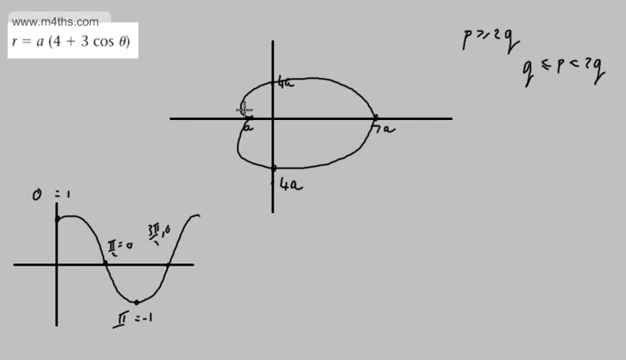 www.m4ths.com
r = a (4 + 3 cos θ)
p ≥ 2q
q ≤ p < 2q
4a
a
7a
4a
0 = 1
π/2 = 0
3π/2, 0
π = -1